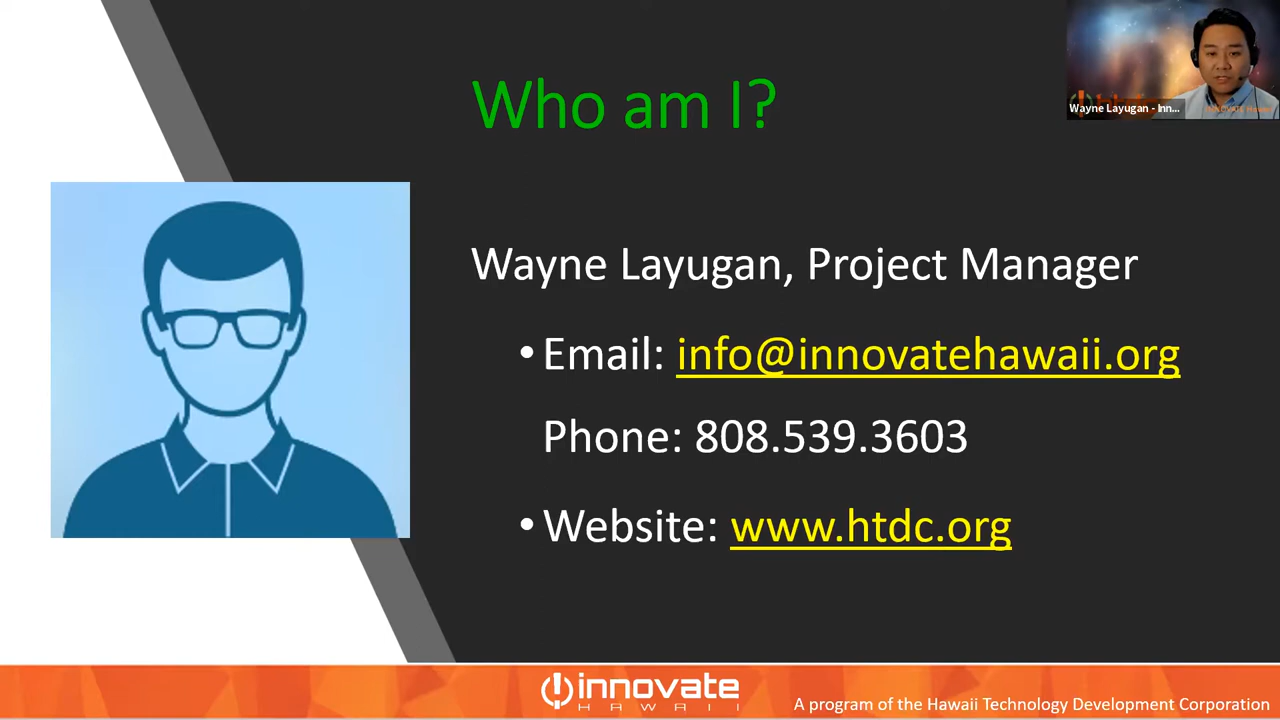 Who am I?
Wayne Layugan - Inn...
Wayne Layugan, Project Manager
• Email: info@innovatehawaii.org
Phone: 808.539.3603
• Website: www.htdc.org
innovate
HAWAII
A program of the Hawaii Technology Development Corporation